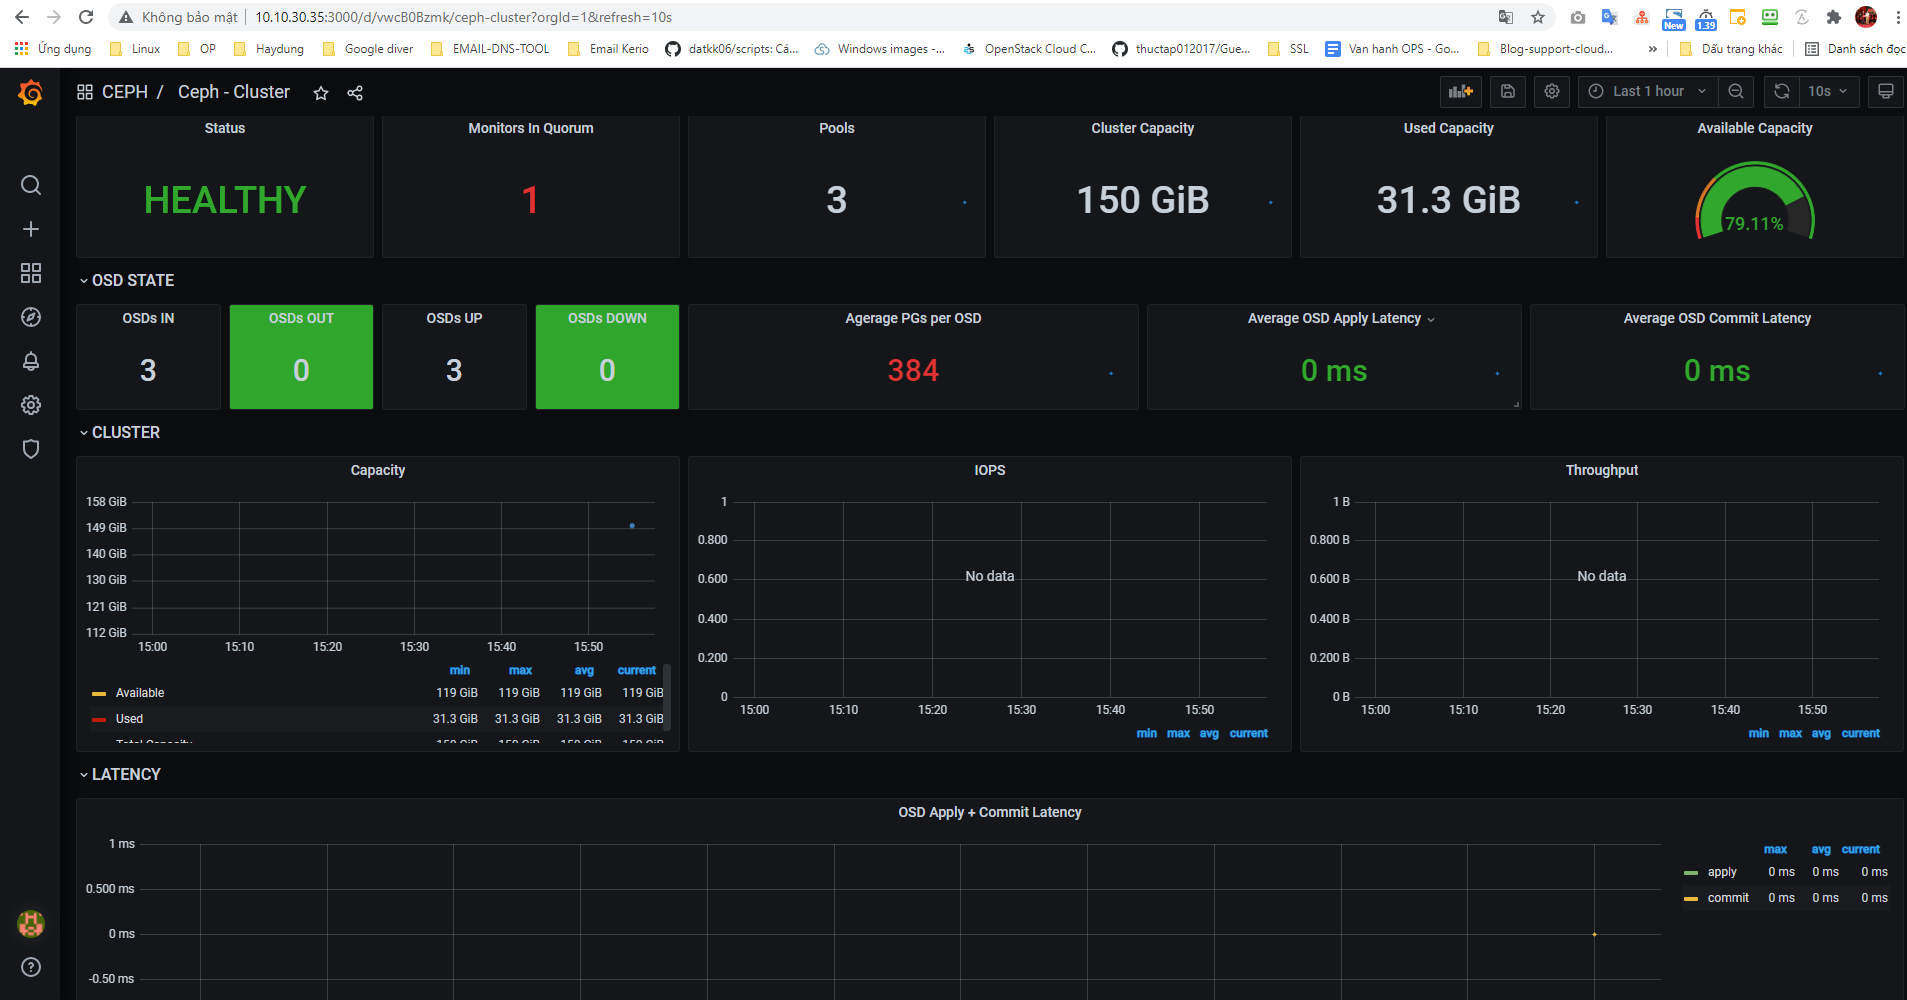 Không bảo mật | 10.10.30.35:3000/d/vwcB0Bzmk/ceph-cluster?orgId=1&refresh=10s
New 1.39
Ứng dụng Linux OP Haydung Google diver EMAIL-DNS-TOOL Email Kerio datkk06/scripts: Cá... Windows images -... OpenStack Cloud C... thuctap012017/Gue... SSL Van hanh OPS - Go... Blog-support-cloud... » Dấu trang khác Danh sách đọc
CEPH / Ceph - Cluster Last 1 hour 10s
Status Monitors In Quorum Pools Cluster Capacity Used Capacity Available Capacity
HEALTHY 1 3 150 GiB 31.3 GiB 79.11%
OSD STATE
OSDs IN OSDs OUT OSDs UP OSDs DOWN Agerage PGs per OSD Average OSD Apply Latency Average OSD Commit Latency
3 0 3 0 384 0 ms 0 ms
CLUSTER
Capacity
158 GiB
149 GiB
140 GiB
130 GiB
121 GiB
112 GiB
15:00 15:10 15:20 15:30 15:40 15:50
min max avg current
Available 119 GiB 119 GiB 119 GiB 119 GiB
Used 31.3 GiB 31.3 GiB 31.3 GiB 31.3 GiB
Total Capacity 150 GiB 150 GiB 150 GiB 150 GiB
IOPS
1
0.800
0.600
0.400
0.200
0
No data
15:00 15:10 15:20 15:30 15:40 15:50
min max avg current
Throughput
1 B
0.800 B
0.600 B
0.400 B
0.200 B
0 B
No data
15:00 15:10 15:20 15:30 15:40 15:50
min max avg current
LATENCY
OSD Apply + Commit Latency
1 ms
0.500 ms
0 ms
-0.50 ms
max avg current
apply 0 ms 0 ms 0 ms
commit 0 ms 0 ms 0 ms